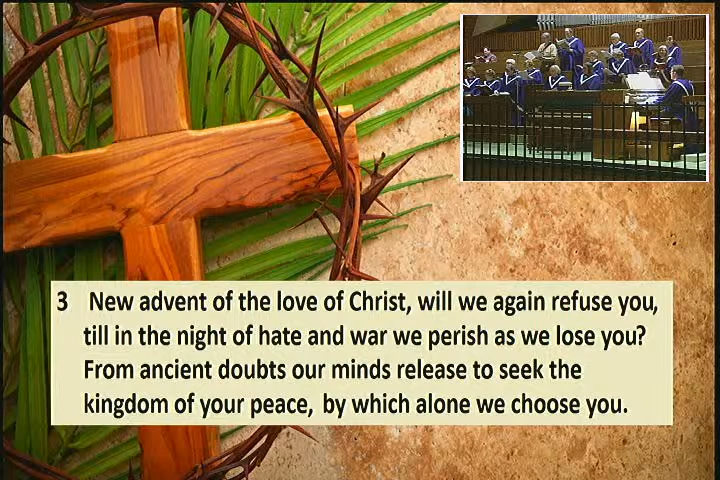 3 New advent of the love of Christ, will we again refuse you,
till in the night of hate and war we perish as we lose you?
From ancient doubts our minds release to seek the
kingdom of your peace, by which alone we choose you.